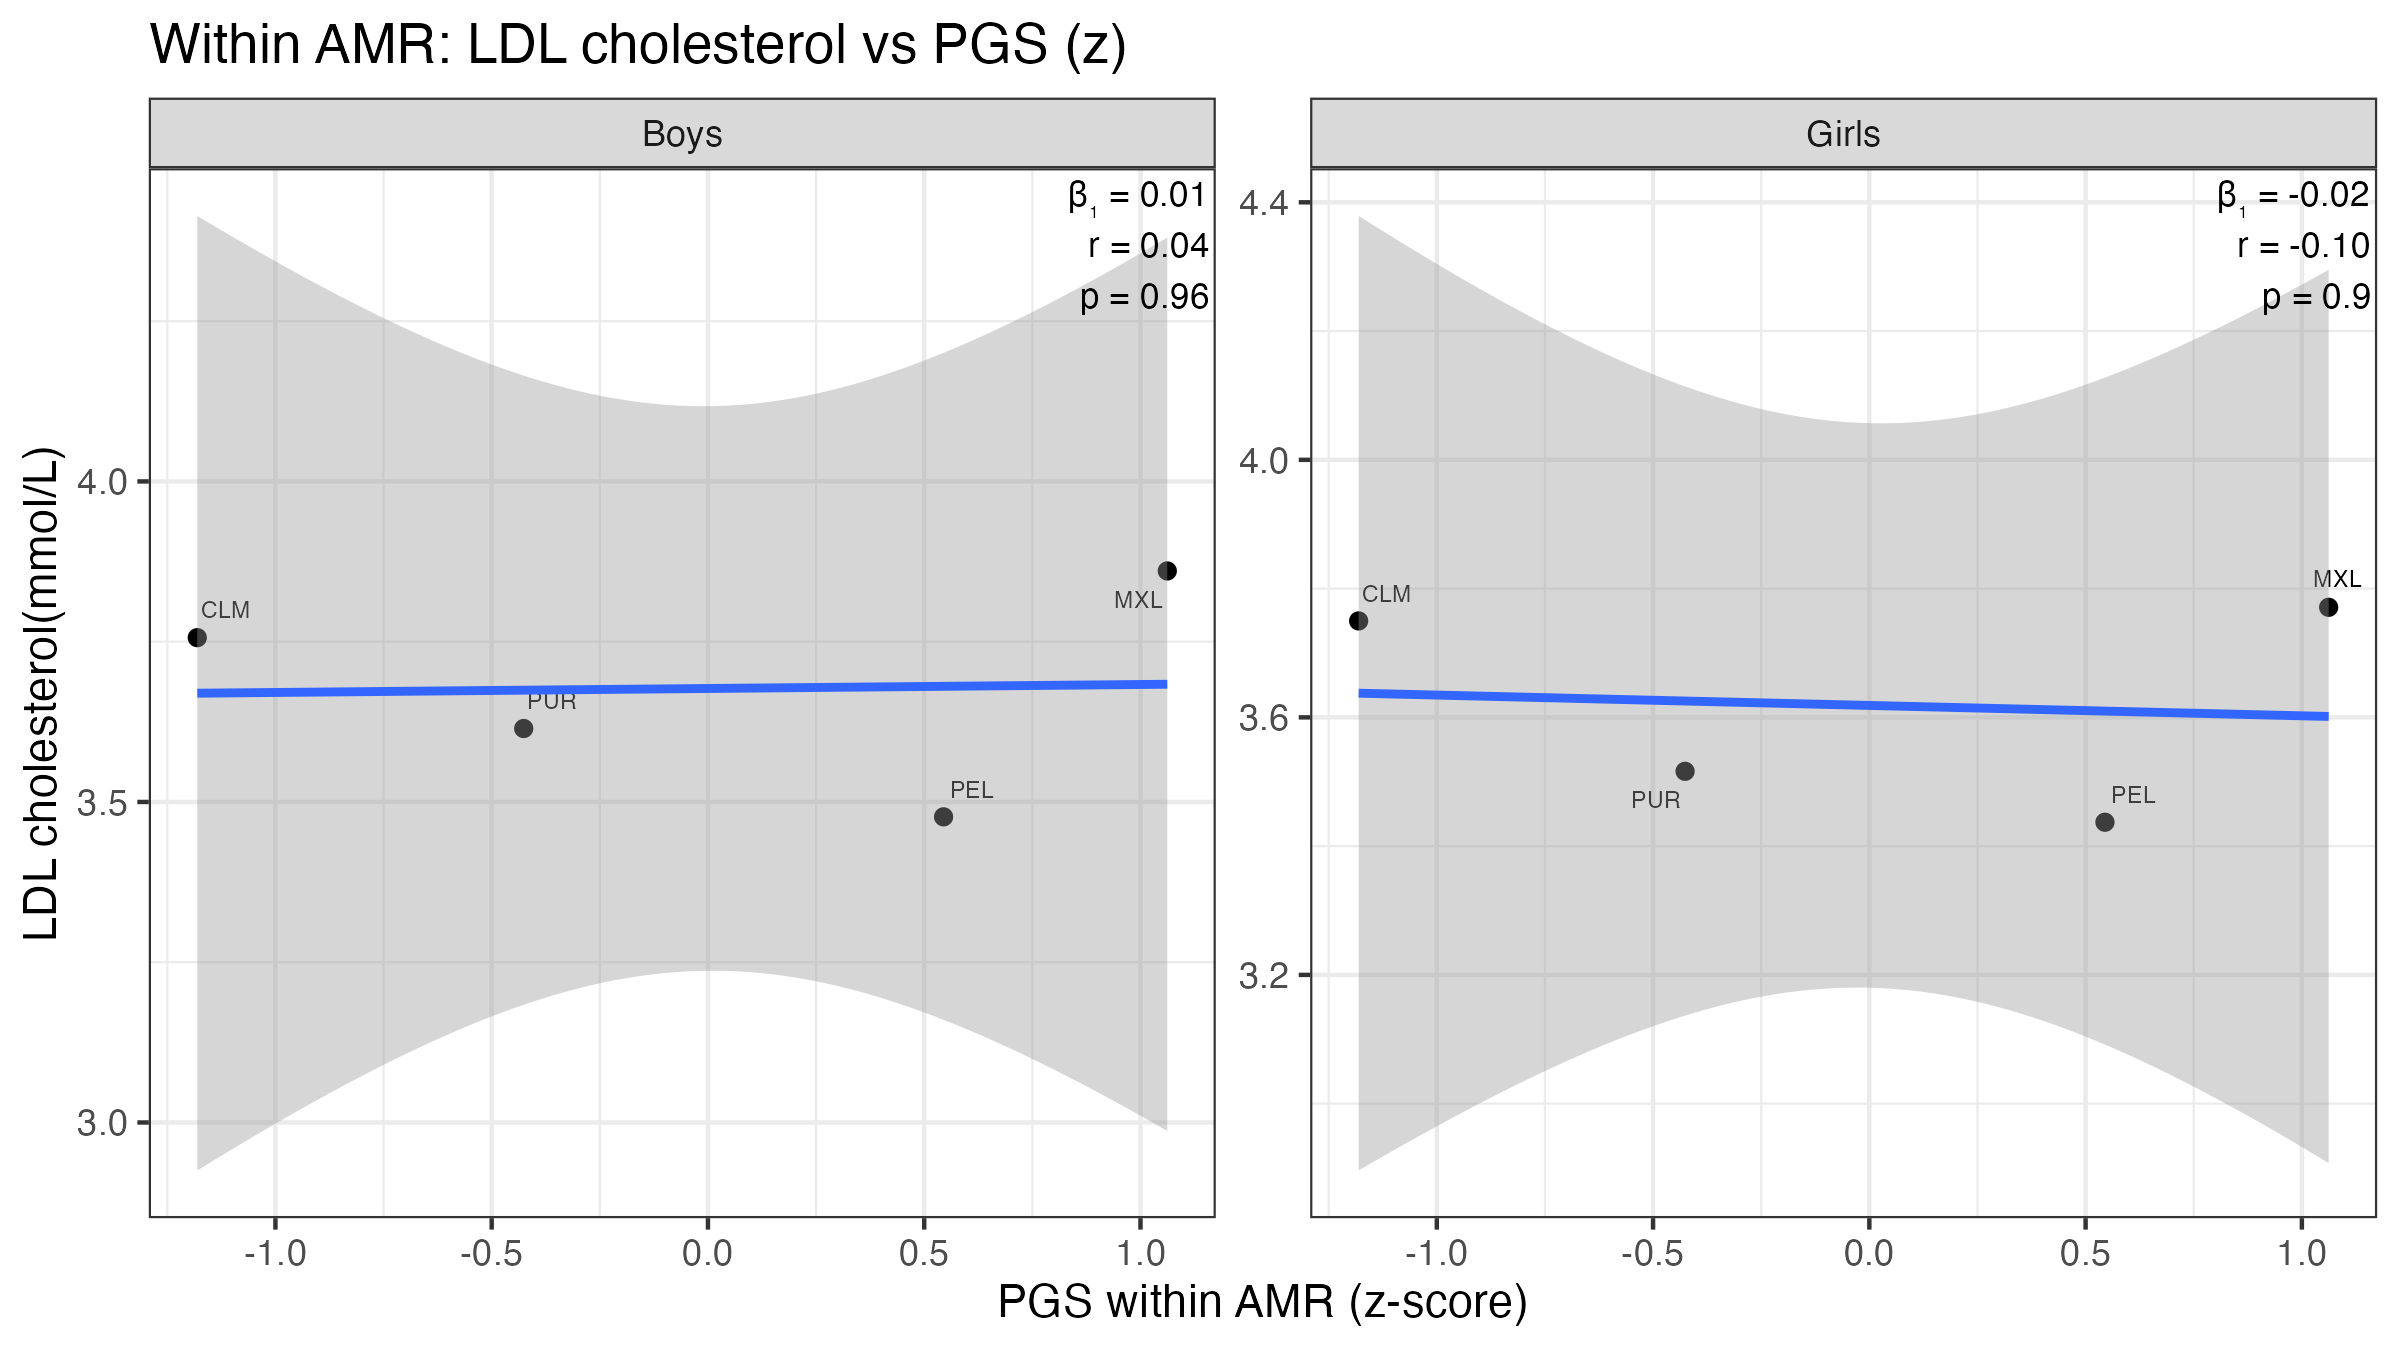 Within AMR: LDL cholesterol vs PGS (z)
Boys
Girls
β₁ = 0.01
r = 0.04
p = 0.96
β₁ = -0.02
r = -0.10
p = 0.9
LDL cholesterol(mmol/L)
4.0
3.5
3.0
4.4
4.0
3.6
3.2
CLM
PUR
PEL
MXL
CLM
PUR
PEL
MXL
-1.0 -0.5 0.0 0.5 1.0
-1.0 -0.5 0.0 0.5 1.0
PGS within AMR (z-score)